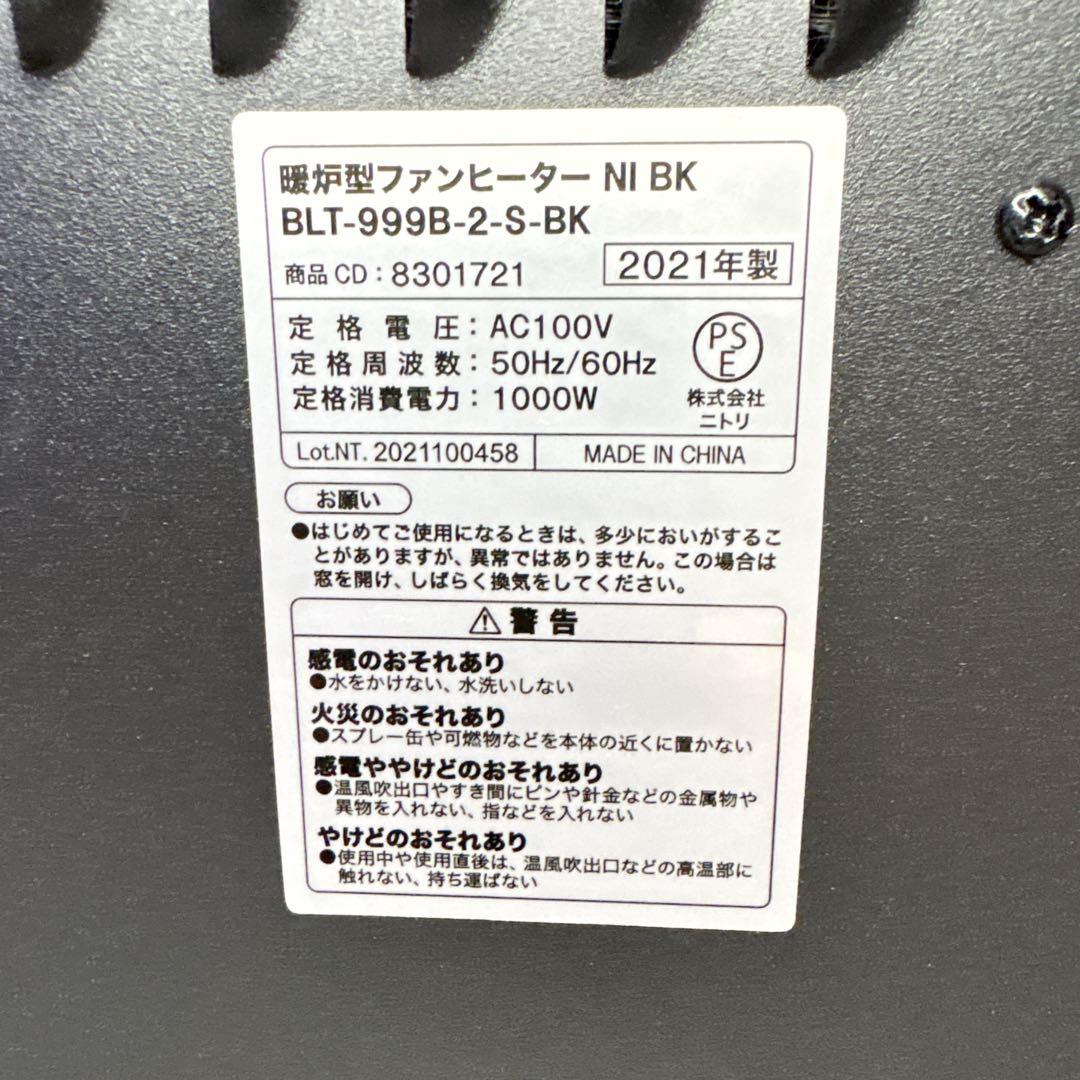 暖炉型ファンヒーター NI BK
BLT-999B-2-S-BK
商品CD：8301721
2021年製
定格電圧：AC100V
定格周波数：50Hz/60Hz
定格消費電力：1000W
PS
E
株式会社
ニトリ
Lot.NT. 2021100458
MADE IN CHINA
お願い
●はじめてご使用になるときは、多少においがするこ
とがありますが、異常ではありません。この場合は
窓を開け、しばらく換気をしてください。
⚠警告
感電のおそれあり
●水をかけない、水洗いしない
火災のおそれあり
●スプレー缶や可燃物などを本体の近くに置かない
感電ややけどのおそれあり
●温風吹出口やすき間にピンや針金などの金属物や
異物を入れない、指などを入れない
やけどのおそれあり
●使用中や使用直後は、温風吹出口などの高温部に
触れない、持ち運ばない